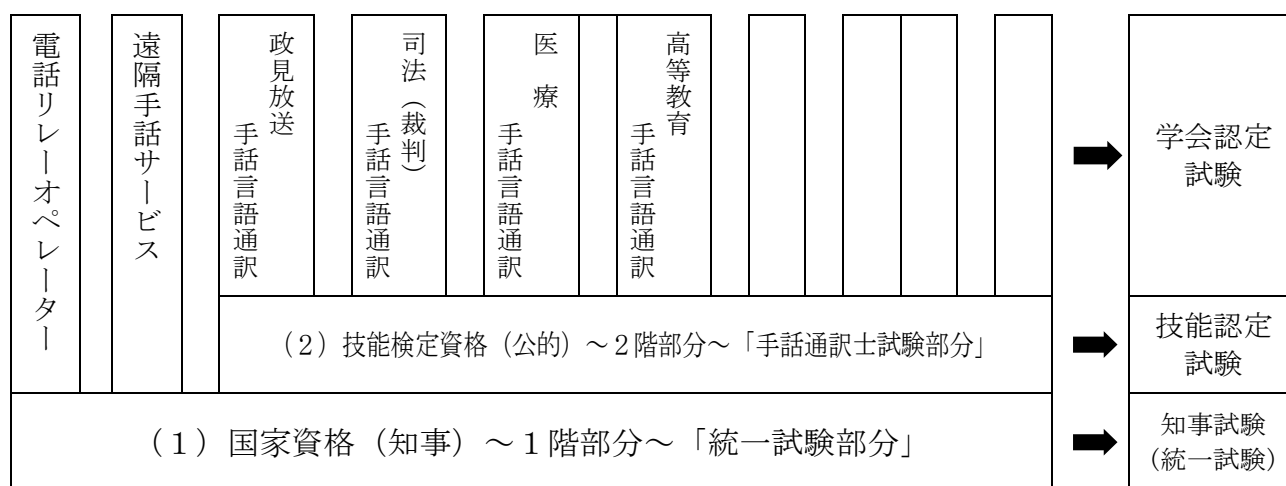 電話リレーオペレーター
遠隔手話サービス
政見放送
手話言語通訳
司法（裁判）
手話言語通訳
医　療
手話言語通訳
高等教育
手話言語通訳
学会認定
試験
（２）技能検定資格（公的）～２階部分～「手話通訳士試験部分」
技能認定
試験
（１）国家資格（知事）～１階部分～「統一試験部分」
知事試験
（統一試験）